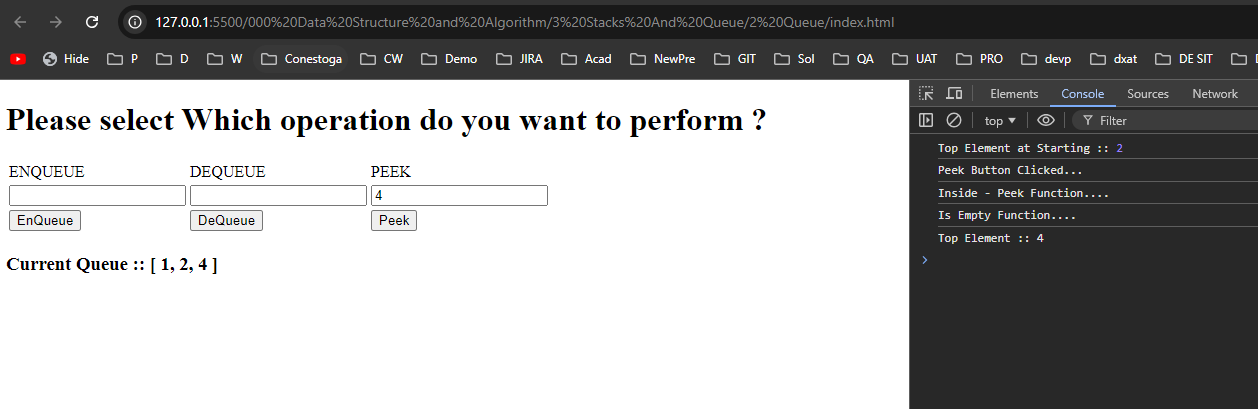 127.0.0.1:5500/000%20Data%20Structure%20and%20Algorithm/3%20Stacks%20And%20Queue/2%20Queue/index.html
Hide P D W Conestoga CW Demo JIRA Acad NewPre GIT Sol QA UAT PRO devp dxat DE SIT
Please select Which operation do you want to perform ?
ENQUEUE DEQUEUE PEEK
4
EnQueue DeQueue Peek
Current Queue :: [ 1, 2, 4 ]
Elements Console Sources Network
top Filter
Top Element at Starting :: 2
Peek Button Clicked...
Inside - Peek Function....
Is Empty Function....
Top Element :: 4